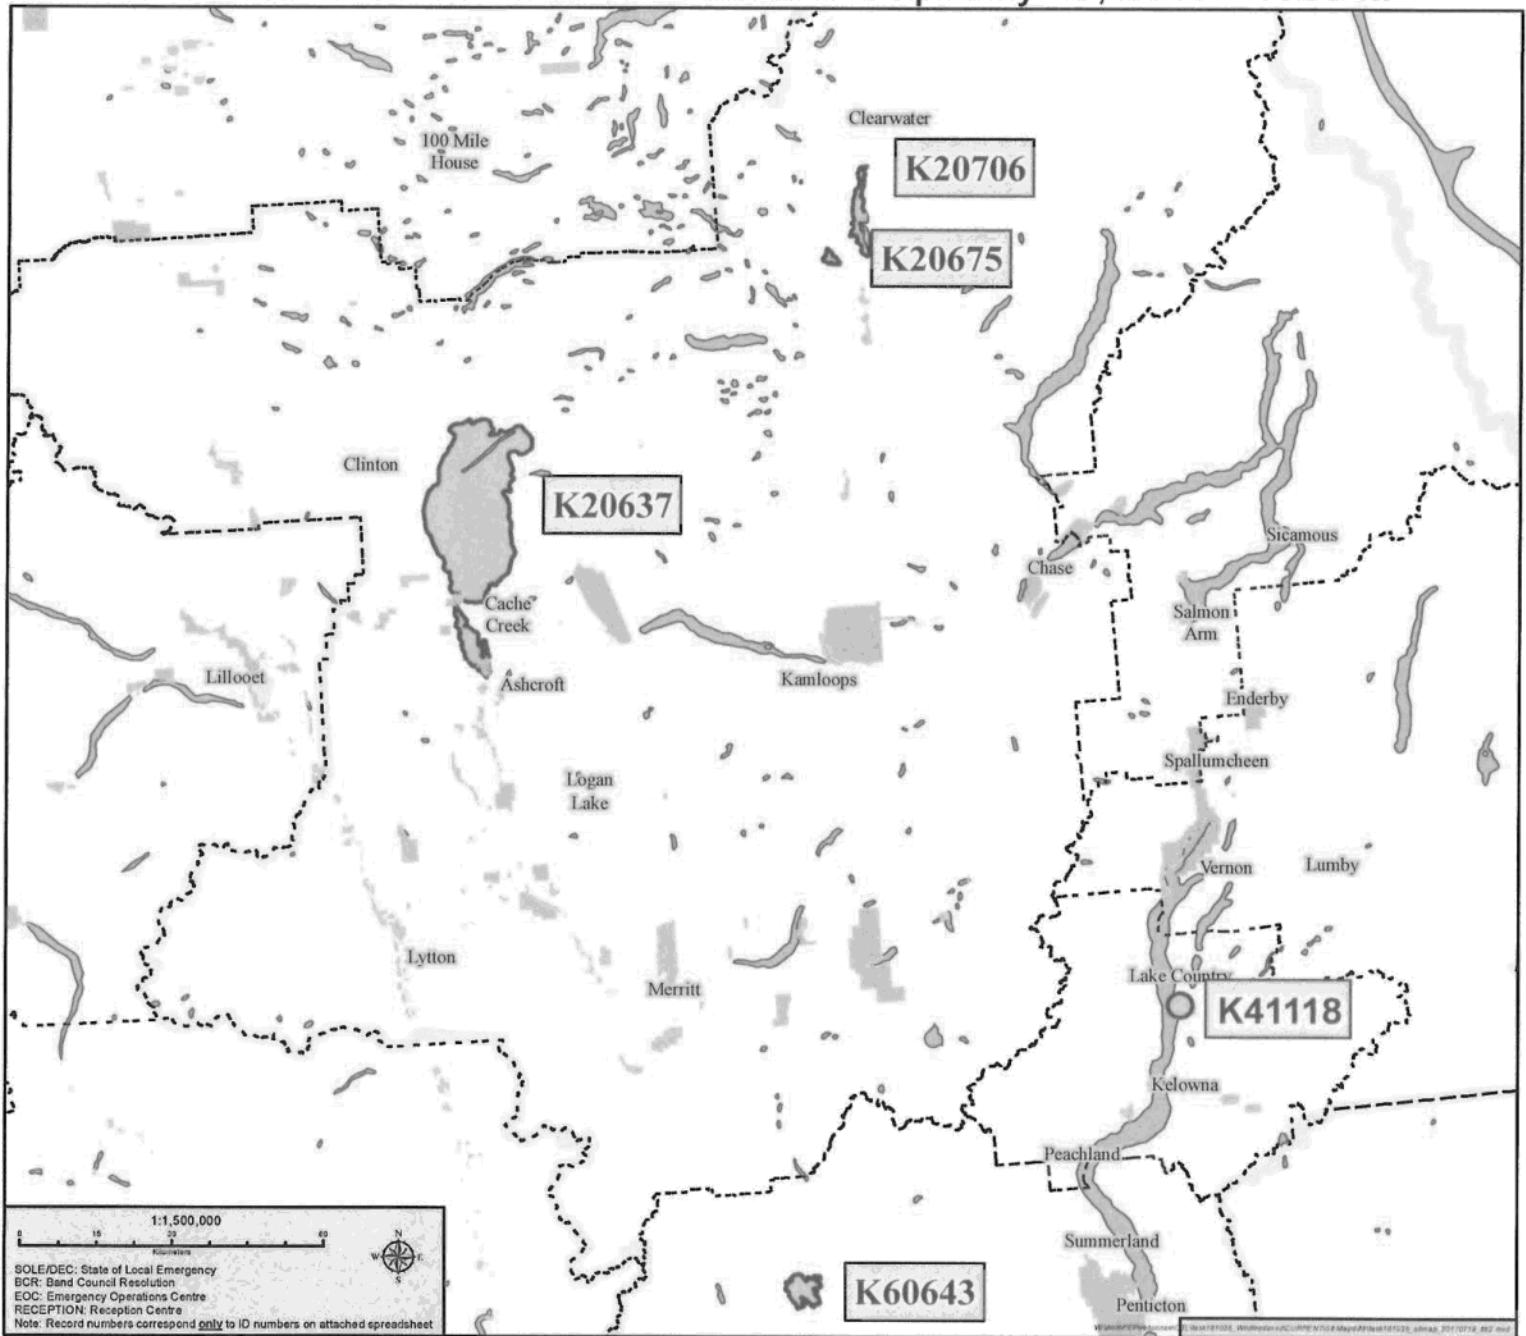 Clearwater
100 Mile
House
K20706
K20675
Clinton
K20637
Sicamous
Chase
Cache
Creek
Salmon
Arm
Lillooet
Ashcroft
Kamloops
Enderby
Spallumcheen
Logan
Lake
Vernon
Lumby
Lytton
Merritt
Lake Country
K41118
Kelowna
Peachland
Summerland
K60643
Penticton
1:1,500,000
Kilometers
N
W E
S
SOLE/DEC: State of Local Emergency
BCR: Band Council Resolution
EOC: Emergency Operations Centre
RECEPTION: Reception Centre
Note: Record numbers correspond only to ID numbers on attached spreadsheet